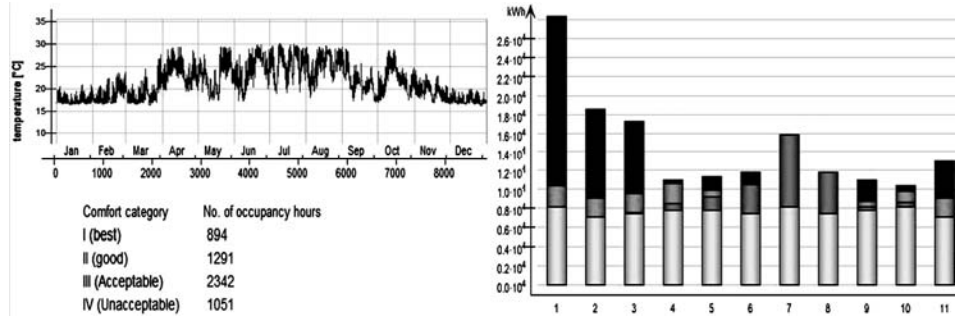 temperature [°C]
35
30
25
20
15
10
Jan Feb Mar Apr May Jun Jul Aug Sep Oct Nov Dec
0 1000 2000 3000 4000 5000 6000 7000 8000
Comfort category No. of occupancy hours
I (best) 894
II (good) 1291
III (Acceptable) 2342
IV (Unacceptable) 1051
kWh
2.6·10⁴
2.4·10⁴
2.2·10⁴
2.0·10⁴
1.8·10⁴
1.6·10⁴
1.4·10⁴
1.2·10⁴
1.0·10⁴
0.8·10⁴
0.6·10⁴
0.4·10⁴
0.2·10⁴
0.0·10⁴
1 2 3 4 5 6 7 8 9 10 11